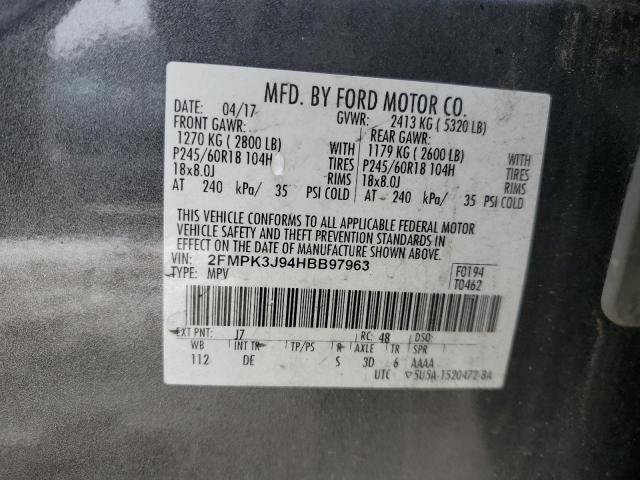 MFD. BY FORD MOTOR CO.
DATE: 04/17 GVWR: 2413 KG ( 5320 LB)
FRONT GAWR: REAR GAWR:
1270 KG ( 2800 LB) WITH 1179 KG ( 2600 LB) WITH
P245/60R18 104H TIRES P245/60R18 104H TIRES
18x8.0J RIMS 18x8.0J RIMS
AT 240 kPa/ 35 PSI COLD AT 240 kPa/ 35 PSI COLD
THIS VEHICLE CONFORMS TO ALL APPLICABLE FEDERAL MOTOR
VEHICLE SAFETY AND THEFT PREVENTION STANDARDS IN
EFFECT ON THE DATE OF MANUFACTURE SHOWN ABOVE.
VIN: 2FMPK3J94HBB97963 F0194
TYPE: MPV T0462
EXT PNT: J7 RC: 48 DSO:
WB INT TR TP/PS R AXLE TR SPR
112 DE S 3D 6 AAAA
UTC ▽5U5A-1520472-BA